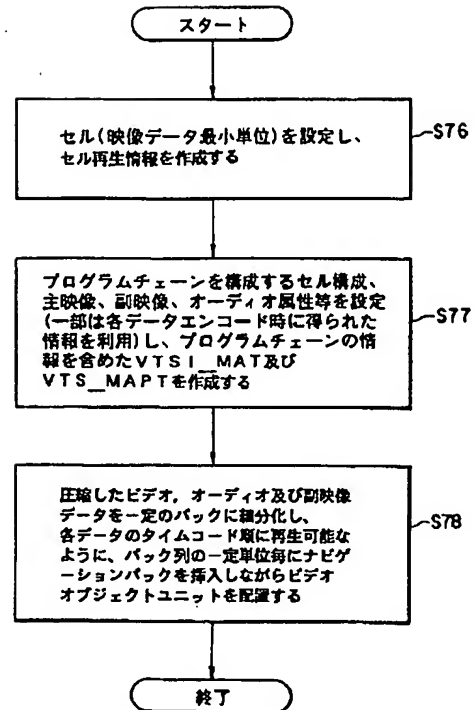 スタート
セル(映像データ最小単位)を設定し、
セル再生情報を作成する
S76
プログラムチェーンを構成するセル構成、
主映像、副映像、オーディオ属性等を設定
(一部は各データエンコード時に得られた
情報を利用)し、プログラムチェーンの情
報を含めたVTSI_MAT及び
VTS_MAPTを作成する
S77
圧縮したビデオ,オーディオ及び副映像
データを一定のパックに細分化し、
各データのタイムコード順に再生可能な
ように、パック列の一定単位毎にナビゲ
ーションパックを挿入しながらビデオ
オブジェクトユニットを配置する
S78
終了